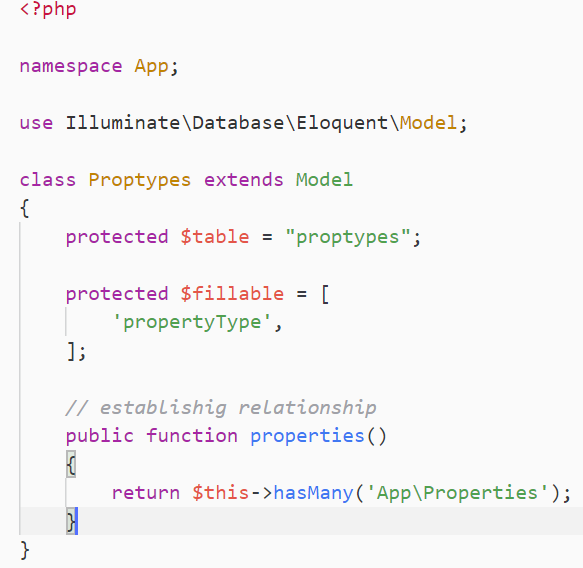 <?php
namespace App;
use Illuminate\Database\Eloquent\Model;
class Proptypes extends Model
{
    protected $table = "proptypes";
    protected $fillable = [
        'propertyType',
    ];
    // establishig relationship
    public function properties()
    {
        return $this->hasMany('App\Properties');
    }
}